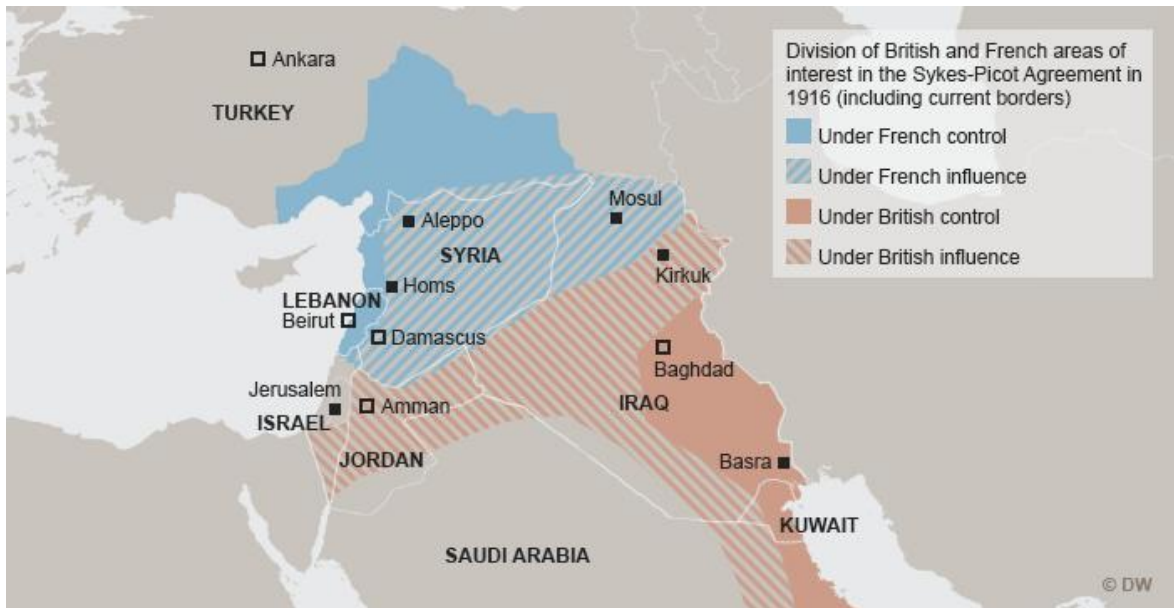 Division of British and French areas of
interest in the Sykes-Picot Agreement in
1916 (including current borders)
Under French control
Under French influence
Under British control
Under British influence
Ankara
TURKEY
Mosul
Aleppo
SYRIA
Kirkuk
Homs
LEBANON
Beirut
Damascus
Baghdad
Jerusalem
Amman
IRAQ
ISRAEL
JORDAN
Basra
KUWAIT
SAUDI ARABIA
© DW